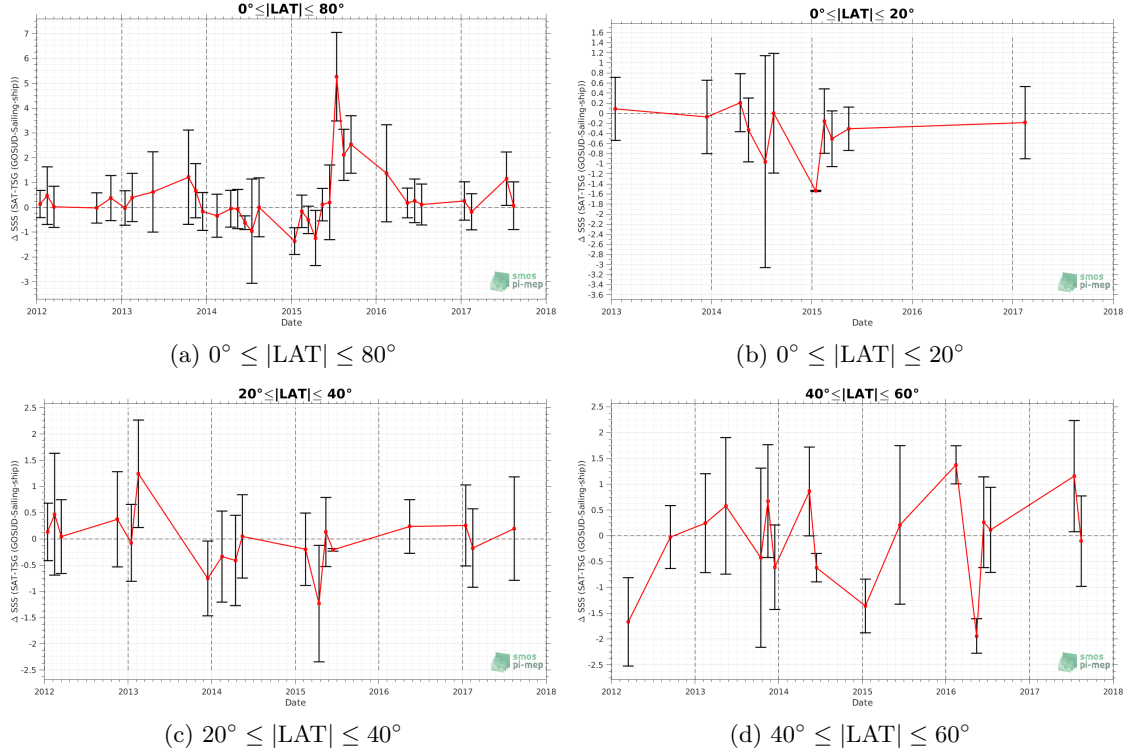 0°≤|LAT|≤ 80°
7
6
5
4
3
2
1
0
-1
-2
-3
Δ SSS (SAT-TSG (GOSUD-Sailing-ship))
2012 2013 2014 2015 2016 2017 2018
Date
smos
pi-mep
(a) 0° ≤ |LAT| ≤ 80°
0°≤|LAT|≤ 20°
1.6
1.4
1.2
1
0.8
0.6
0.4
0.2
0
-0.2
-0.4
-0.6
-0.8
-1
-1.2
-1.4
-1.6
-1.8
-2
-2.2
-2.4
-2.6
-2.8
-3
-3.2
-3.4
-3.6
Δ SSS (SAT-TSG (GOSUD-Sailing-ship))
2013 2014 2015 2016 2017 2018
Date
smos
pi-mep
(b) 0° ≤ |LAT| ≤ 20°
20°≤|LAT|≤ 40°
2.5
2
1.5
1
0.5
0
-0.5
-1
-1.5
-2
-2.5
Δ SSS (SAT-TSG (GOSUD-Sailing-ship))
2012 2013 2014 2015 2016 2017 2018
Date
smos
pi-mep
(c) 20° ≤ |LAT| ≤ 40°
40°≤|LAT|≤ 60°
2.5
2
1.5
1
0.5
0
-0.5
-1
-1.5
-2
-2.5
Δ SSS (SAT-TSG (GOSUD-Sailing-ship))
2012 2013 2014 2015 2016 2017 2018
Date
smos
pi-mep
(d) 40° ≤ |LAT| ≤ 60°